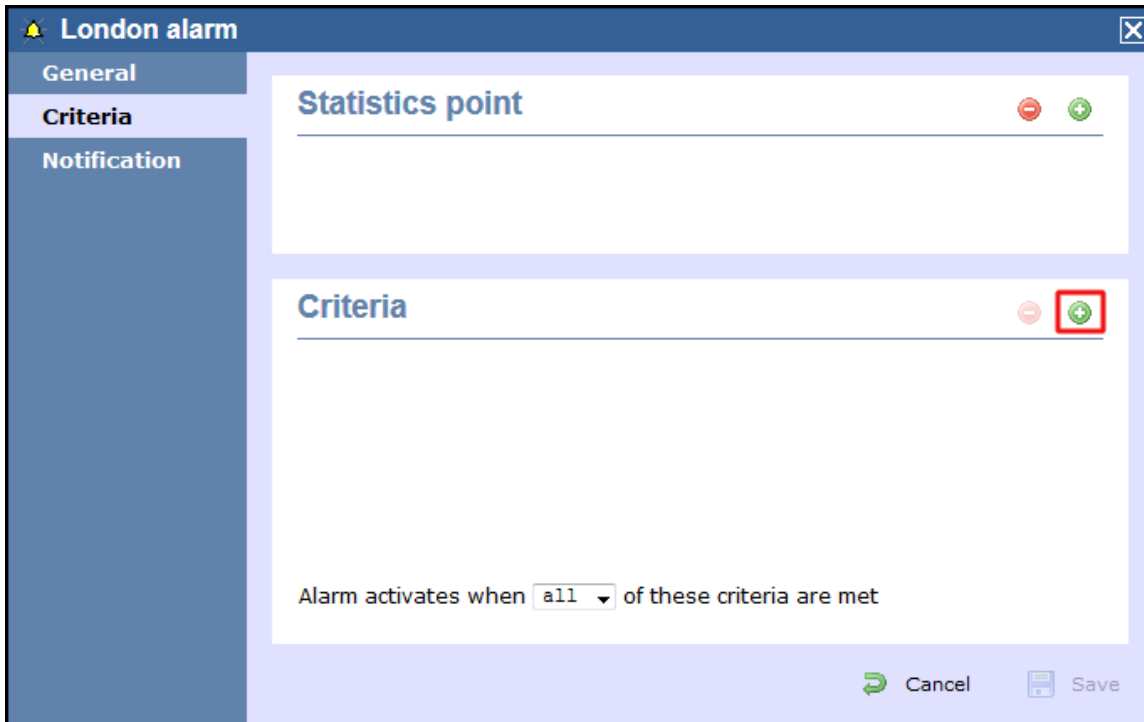 London alarm
General
Criteria
Notification
Statistics point
Criteria
Alarm activates when all of these criteria are met
Cancel
Save